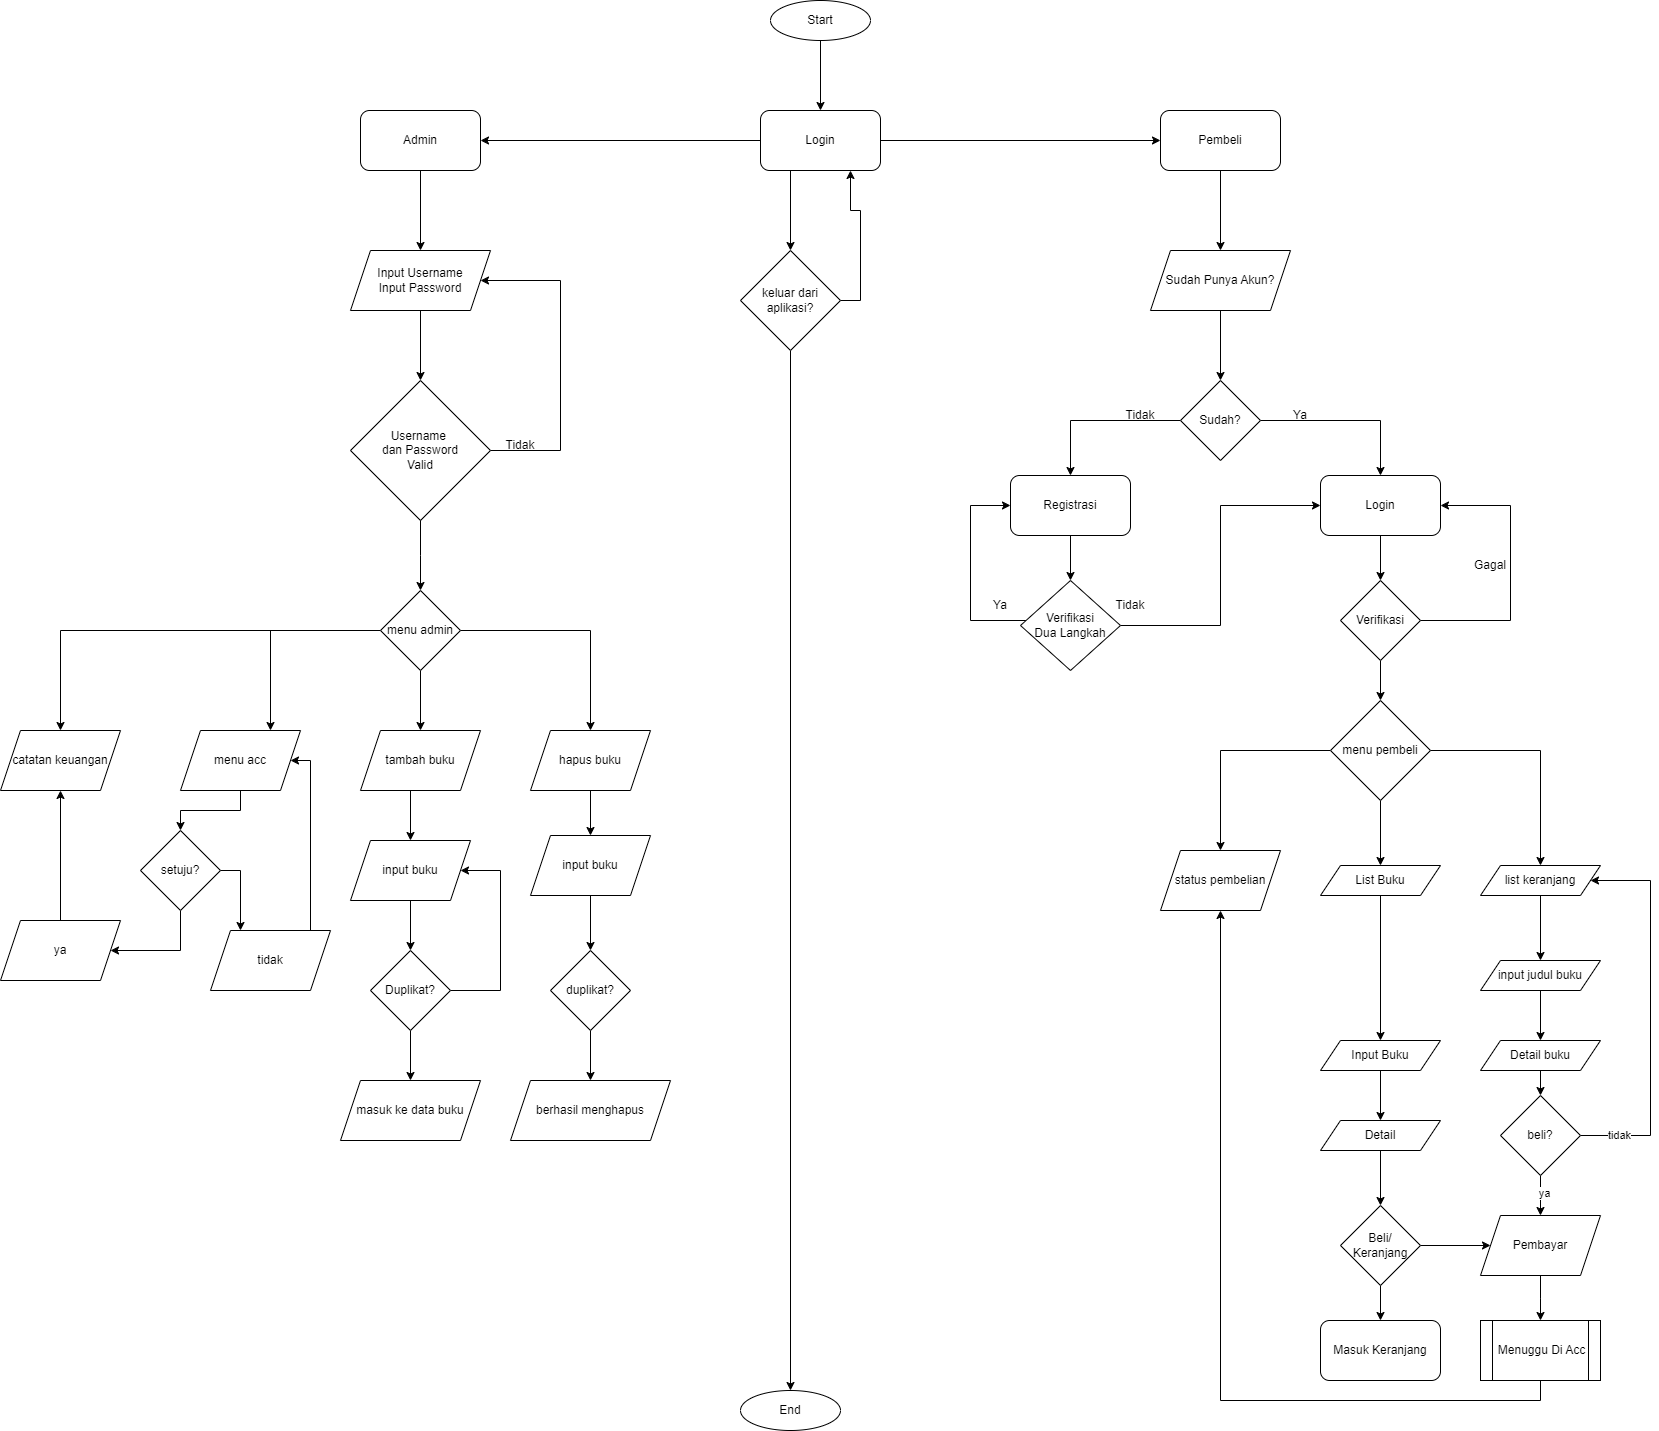 Start
Admin
Login
Pembeli
Input Username
Input Password
keluar dari
aplikasi?
Sudah Punya Akun?
Username
dan Password
Valid
Tidak
Tidak
Sudah?
Ya
Registrasi
Login
Gagal
Ya
Verifikasi
Dua Langkah
Tidak
Verifikasi
menu admin
catatan keuangan
menu acc
tambah buku
hapus buku
menu pembeli
setuju?
input buku
input buku
status pembelian
List Buku
list keranjang
ya
tidak
Duplikat?
duplikat?
input judul buku
Input Buku
Detail buku
masuk ke data buku
berhasil menghapus
Detail
beli?
tidak
ya
Beli/
Keranjang
Pembayar
Masuk Keranjang
Menuggu Di Acc
End